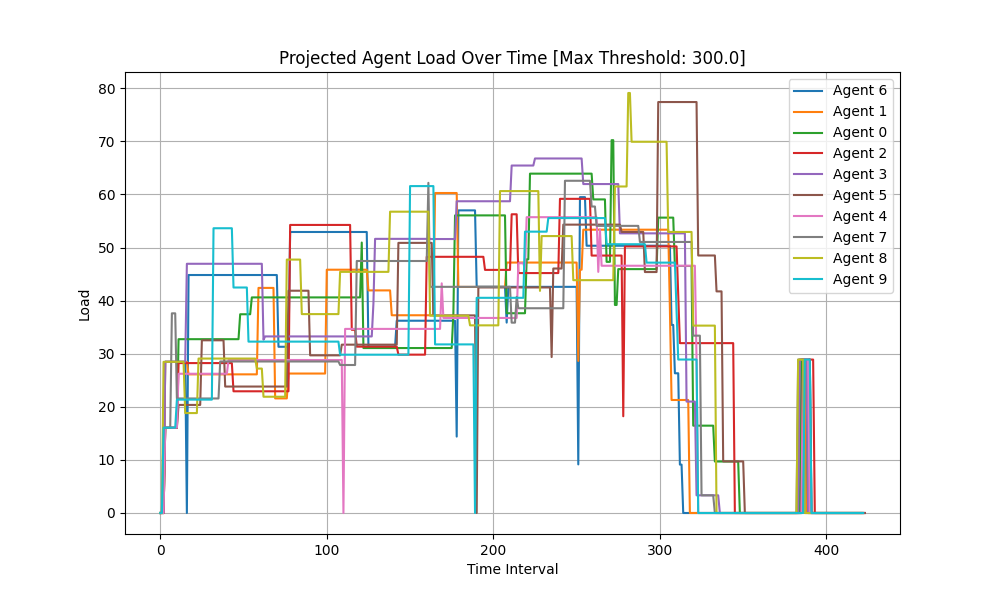 Projected Agent Load Over Time [Max Threshold: 300.0]
Load
80
70
60
50
40
30
20
10
0
0 100 200 300 400
Time Interval
Agent 6
Agent 1
Agent 0
Agent 2
Agent 3
Agent 5
Agent 4
Agent 7
Agent 8
Agent 9